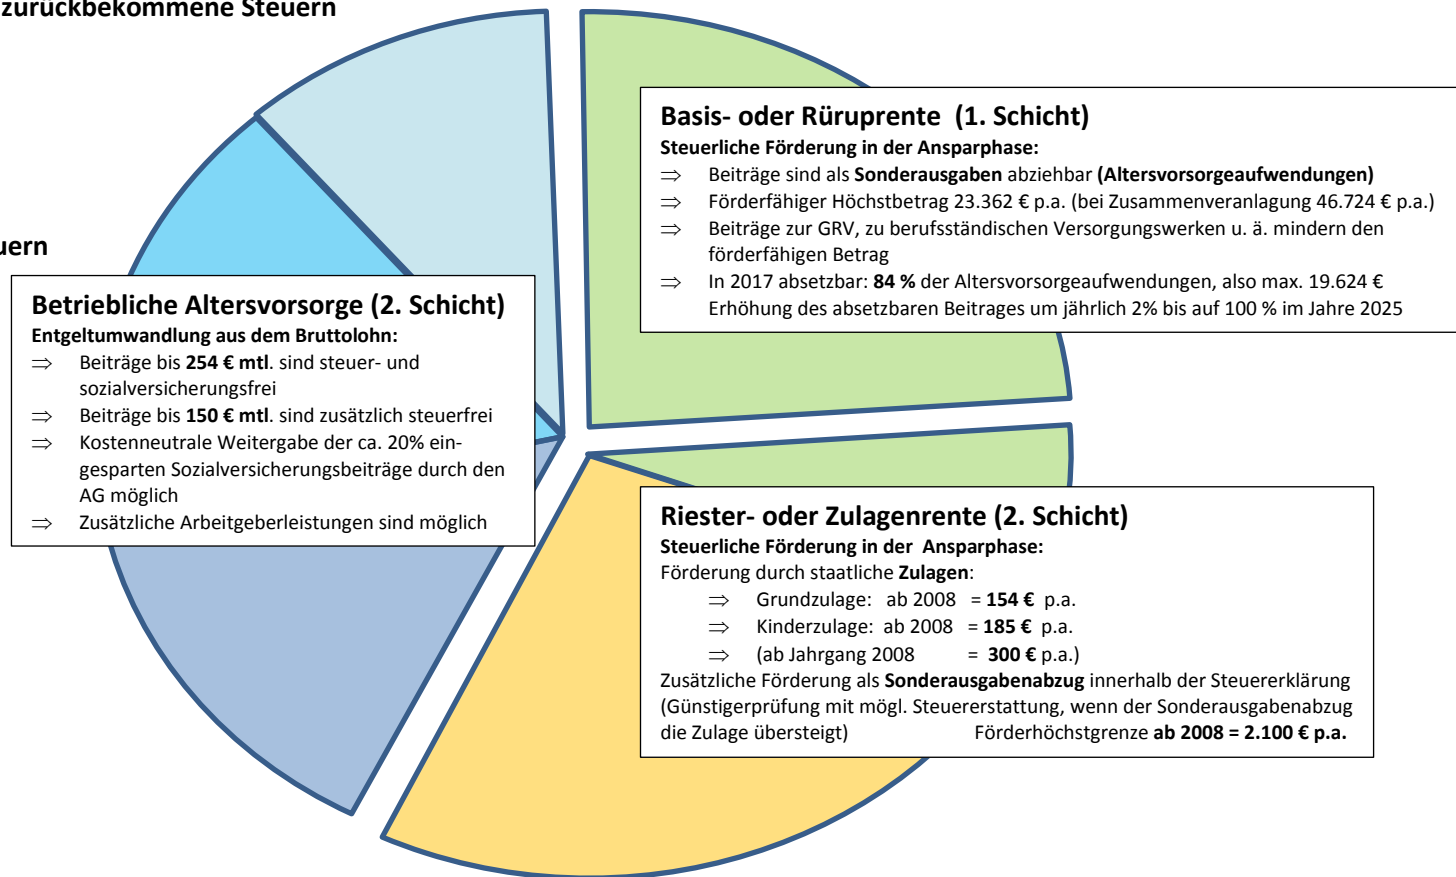 zurückbekommene Steuern
Basis- oder Rüruprente (1. Schicht)
Steuerliche Förderung in der Ansparphase:
⇒ Beiträge sind als Sonderausgaben abziehbar (Altersvorsorgeaufwendungen)
⇒ Förderfähiger Höchstbetrag 23.362 € p.a. (bei Zusammenveranlagung 46.724 € p.a.)
⇒ Beiträge zur GRV, zu berufsständischen Versorgungswerken u. ä. mindern den
förderfähigen Betrag
⇒ In 2017 absetzbar: 84 % der Altersvorsorgeaufwendungen, also max. 19.624 €
Erhöhung des absetzbaren Beitrages um jährlich 2% bis auf 100 % im Jahre 2025
uern
Betriebliche Altersvorsorge (2. Schicht)
Entgeltumwandlung aus dem Bruttolohn:
⇒ Beiträge bis 254 € mtl. sind steuer- und
sozialversicherungsfrei
⇒ Beiträge bis 150 € mtl. sind zusätzlich steuerfrei
⇒ Kostenneutrale Weitergabe der ca. 20% ein-
gesparten Sozialversicherungsbeiträge durch den
AG möglich
⇒ Zusätzliche Arbeitgeberleistungen sind möglich
Riester- oder Zulagenrente (2. Schicht)
Steuerliche Förderung in der Ansparphase:
Förderung durch staatliche Zulagen:
⇒ Grundzulage: ab 2008 = 154 € p.a.
⇒ Kinderzulage: ab 2008 = 185 € p.a.
⇒ (ab Jahrgang 2008 = 300 € p.a.)
Zusätzliche Förderung als Sonderausgabenabzug innerhalb der Steuererklärung
(Günstigerprüfung mit mögl. Steuererstattung, wenn der Sonderausgabenabzug
die Zulage übersteigt) Förderhöchstgrenze ab 2008 = 2.100 € p.a.